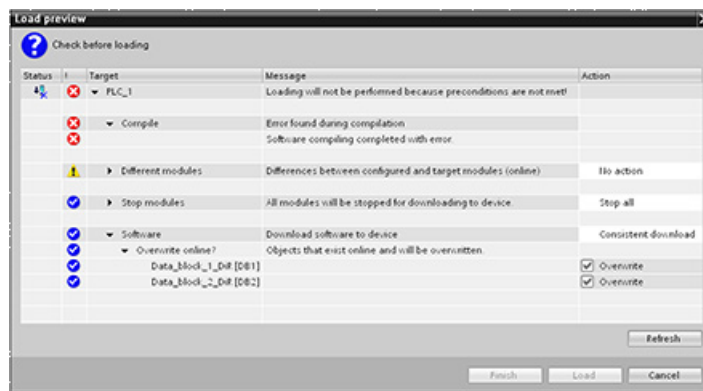 Load preview
Check before loading
Status ! Target Message Action
PLC_1 Loading will not be performed because preconditions are not met!
Compile Error found during compilation
Software compiling completed with error.
Different modules Differences between configured and target modules (online) No action
Stop modules All modules will be stopped for downloading to device. Stop all
Software Download software to device Consistent download
Overwrite online? Objects that exist online and will be overwritten.
Data_block_1_DiR [DB1] Overwrite
Data_block_2_DiR [DB2] Overwrite
Refresh
Finish Load Cancel